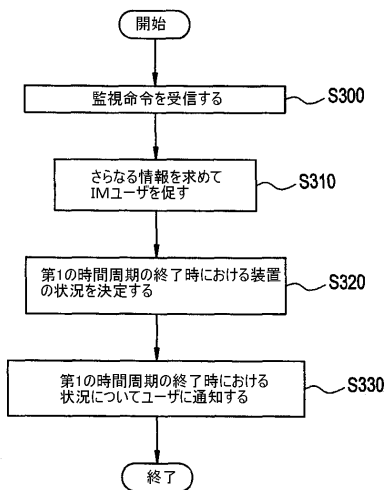 開始
監視命令を受信する
S300
さらなる情報を求めて
IMユーザを促す
S310
第1の時間周期の終了時における装置
の状況を決定する
S320
第1の時間周期の終了時における
状況についてユーザに通知する
S330
終了